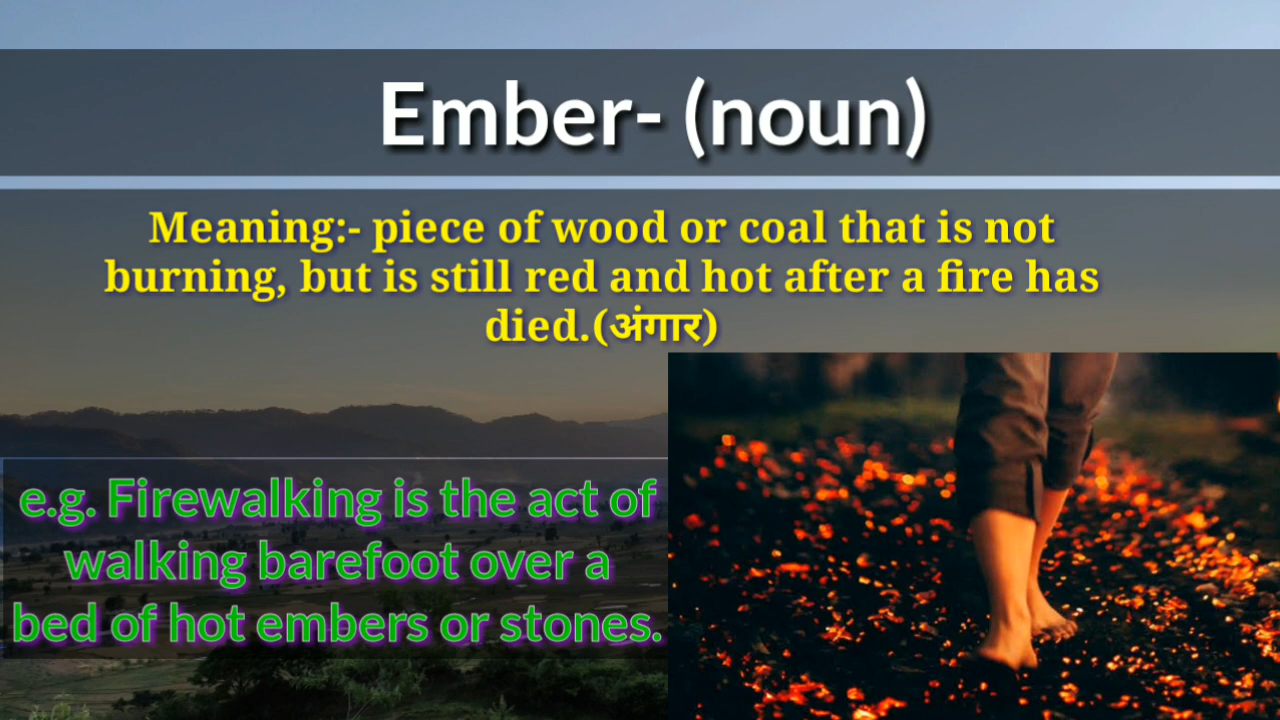 Ember- (noun)
Meaning:- piece of wood or coal that is not
burning, but is still red and hot after a fire has
died.(अंगार)
e.g. Firewalking is the act of
walking barefoot over a
bed of hot embers or stones.